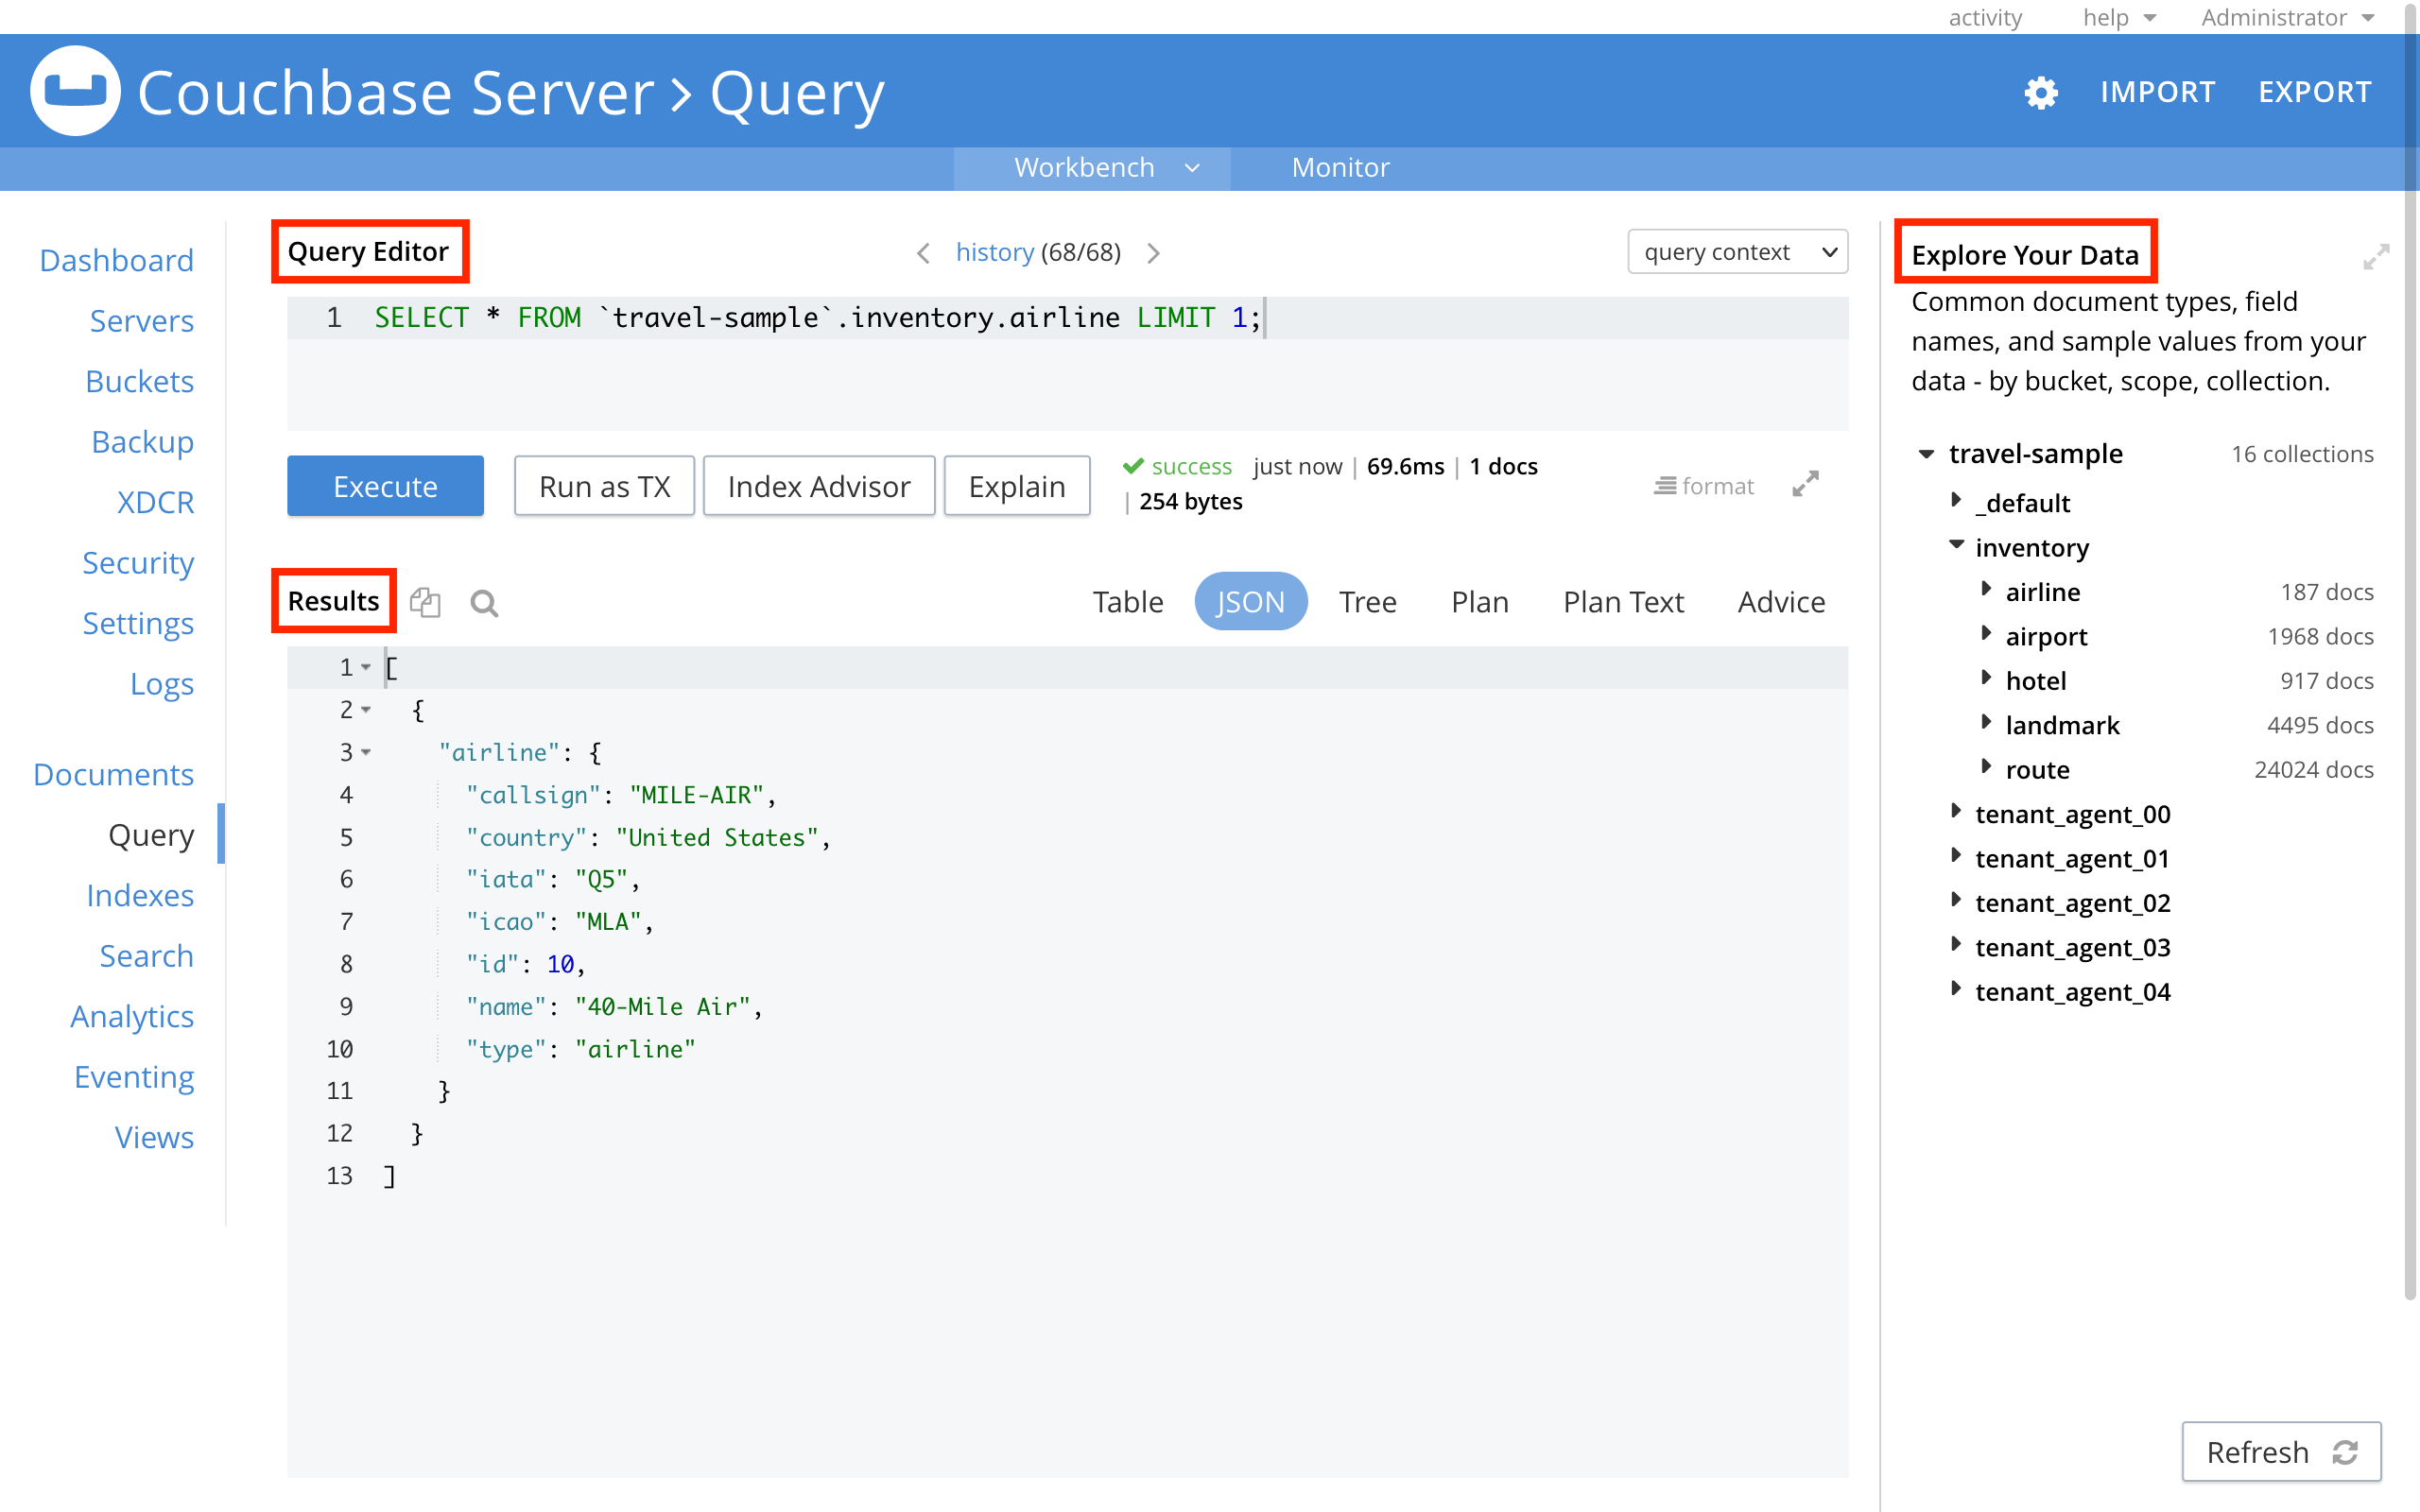 activity help Administrator
Couchbase Server > Query IMPORT EXPORT
Workbench Monitor
Dashboard
Servers
Buckets
Backup
XDCR
Security
Settings
Logs
Documents
Query
Indexes
Search
Analytics
Eventing
Views
Query Editor history (68/68) query context
1 SELECT * FROM `travel-sample`.inventory.airline LIMIT 1;
Execute Run as TX Index Advisor Explain success just now | 69.6ms | 1 docs
| 254 bytes
format
Results Table JSON Tree Plan Plan Text Advice
1 [
2 {
3 "airline": {
4 "callsign": "MILE-AIR",
5 "country": "United States",
6 "iata": "Q5",
7 "icao": "MLA",
8 "id": 10,
9 "name": "40-Mile Air",
10 "type": "airline"
11 }
12 }
13 ]
Explore Your Data
Common document types, field
names, and sample values from your
data - by bucket, scope, collection.
travel-sample 16 collections
_default
inventory
airline 187 docs
airport 1968 docs
hotel 917 docs
landmark 4495 docs
route 24024 docs
tenant_agent_00
tenant_agent_01
tenant_agent_02
tenant_agent_03
tenant_agent_04
Refresh